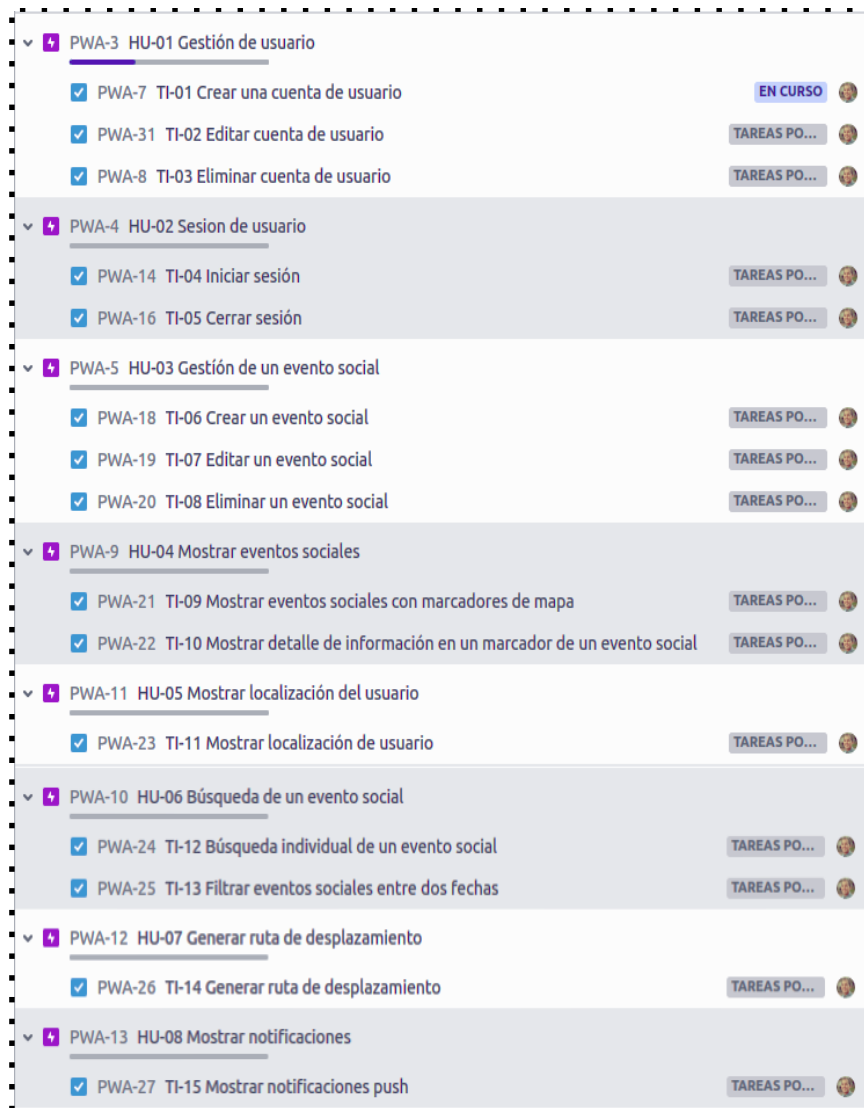 PWA-3 HU-01 Gestión de usuario
PWA-7 TI-01 Crear una cuenta de usuario EN CURSO
PWA-31 TI-02 Editar cuenta de usuario TAREAS PO...
PWA-8 TI-03 Eliminar cuenta de usuario TAREAS PO...
PWA-4 HU-02 Sesion de usuario
PWA-14 TI-04 Iniciar sesión TAREAS PO...
PWA-16 TI-05 Cerrar sesión TAREAS PO...
PWA-5 HU-03 Gestión de un evento social
PWA-18 TI-06 Crear un evento social TAREAS PO...
PWA-19 TI-07 Editar un evento social TAREAS PO...
PWA-20 TI-08 Eliminar un evento social TAREAS PO...
PWA-9 HU-04 Mostrar eventos sociales
PWA-21 TI-09 Mostrar eventos sociales con marcadores de mapa TAREAS PO...
PWA-22 TI-10 Mostrar detalle de información en un marcador de un evento social TAREAS PO...
PWA-11 HU-05 Mostrar localización del usuario
PWA-23 TI-11 Mostrar localización de usuario TAREAS PO...
PWA-10 HU-06 Búsqueda de un evento social
PWA-24 TI-12 Búsqueda individual de un evento social TAREAS PO...
PWA-25 TI-13 Filtrar eventos sociales entre dos fechas TAREAS PO...
PWA-12 HU-07 Generar ruta de desplazamiento
PWA-26 TI-14 Generar ruta de desplazamiento TAREAS PO...
PWA-13 HU-08 Mostrar notificaciones
PWA-27 TI-15 Mostrar notificaciones push TAREAS PO...